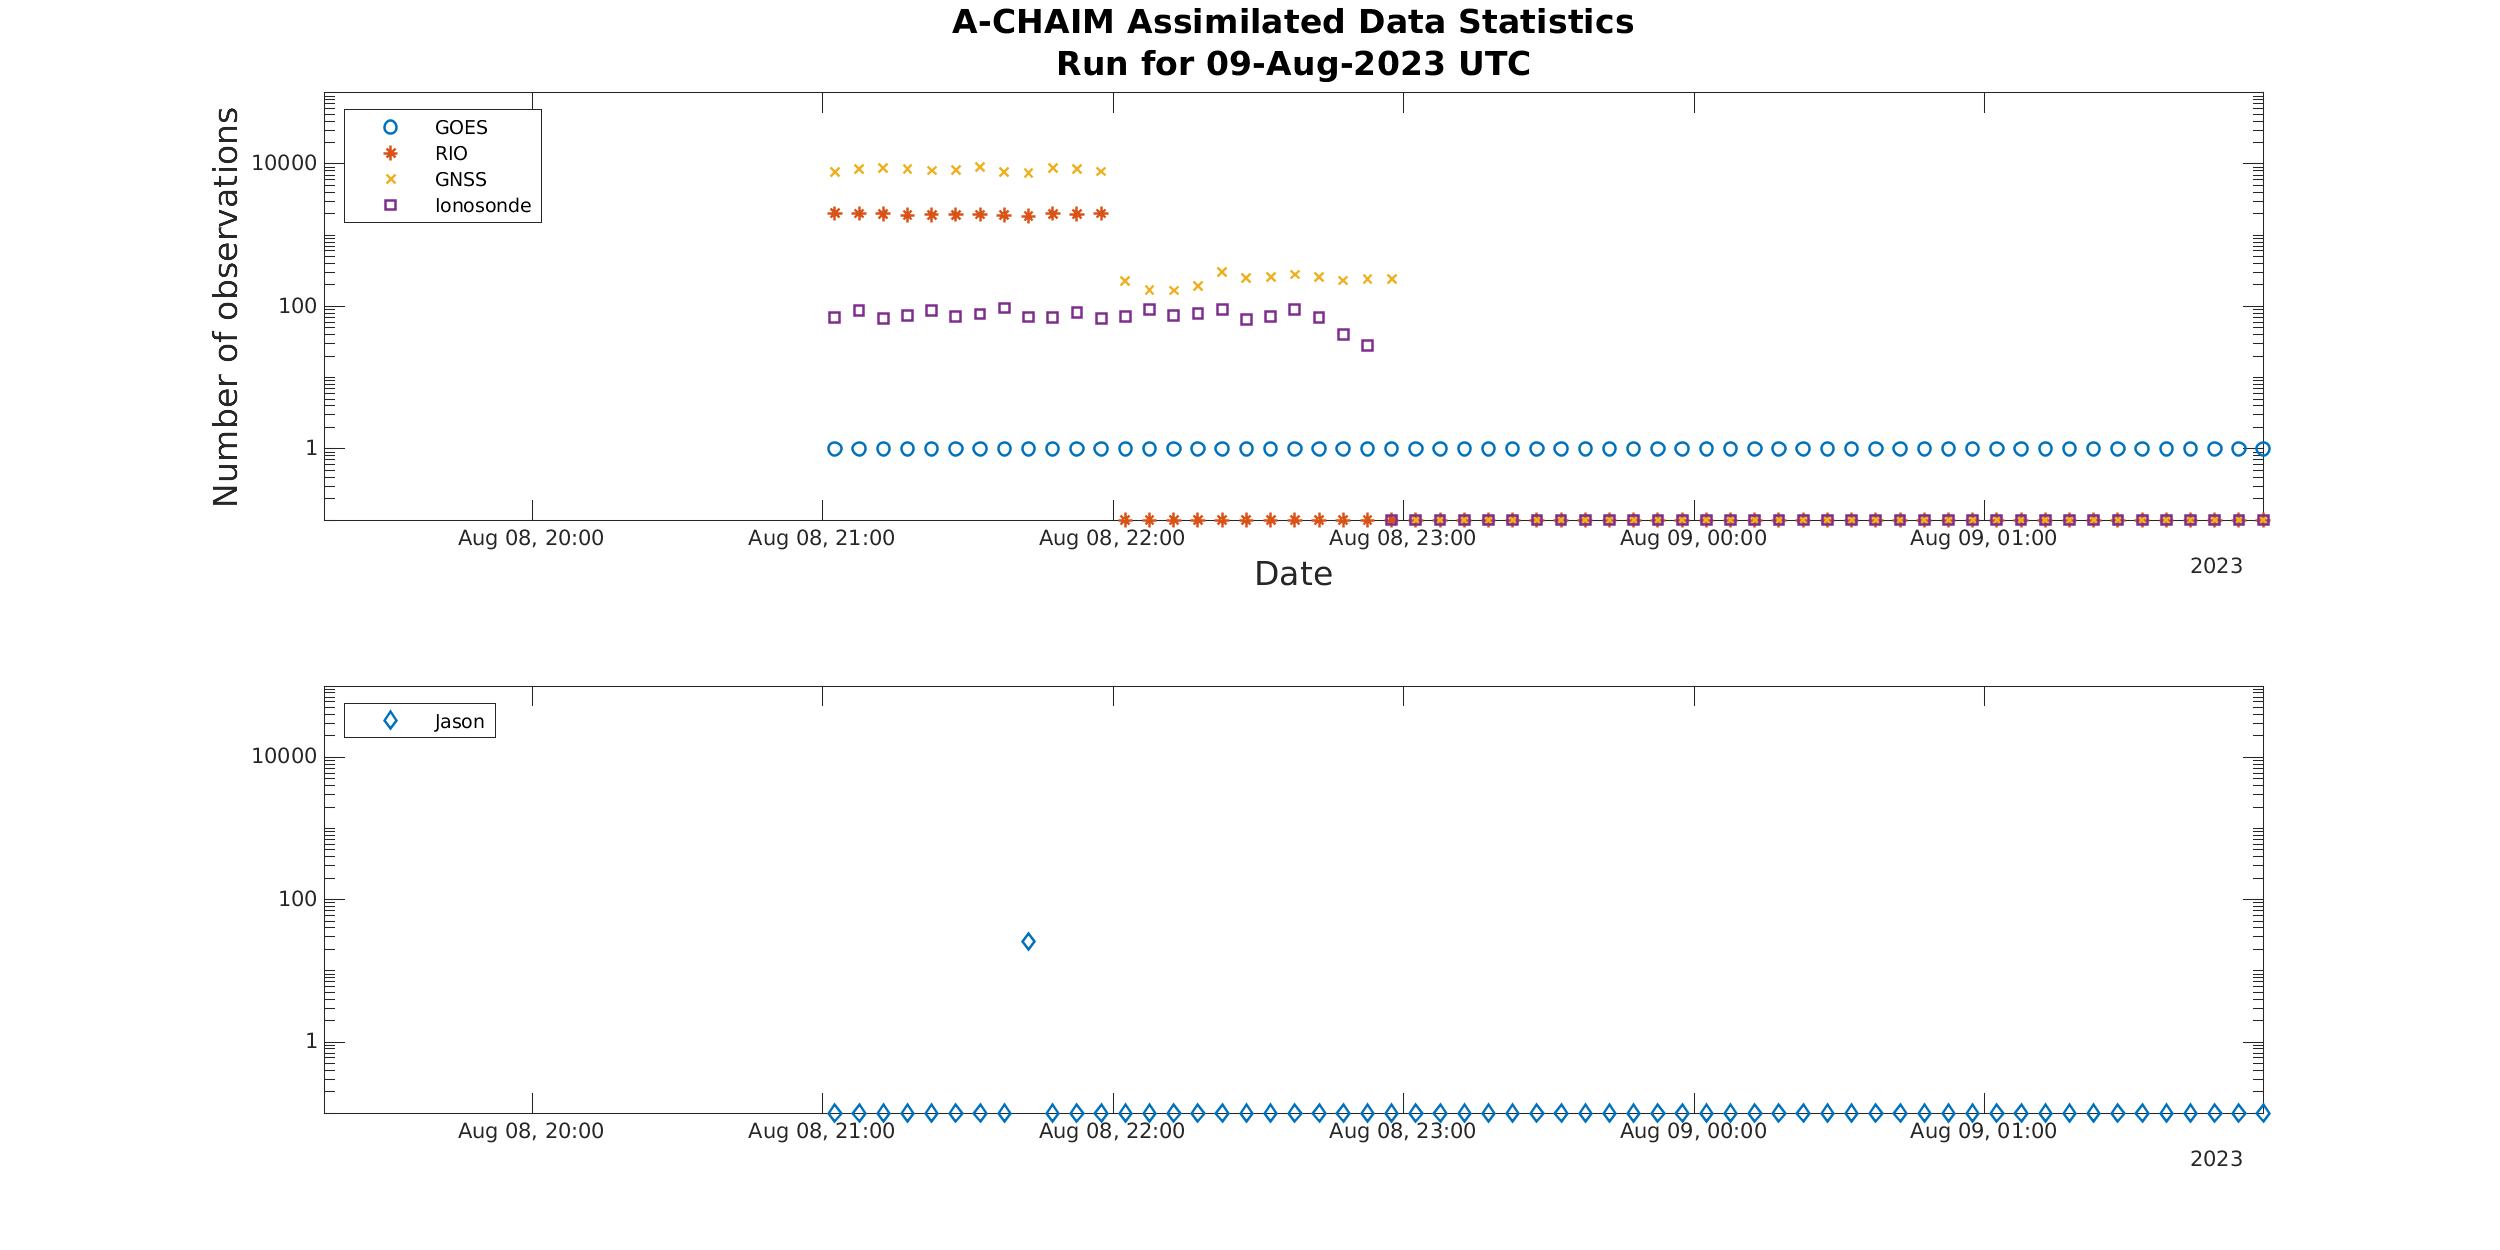 A-CHAIM Assimilated Data Statistics
Run for 09-Aug-2023 UTC
Number of observations
10000
100
1
GOES
RIO
GNSS
Ionosonde
Aug 08, 20:00
Aug 08, 21:00
Aug 08, 22:00
Aug 08, 23:00
Aug 09, 00:00
Aug 09, 01:00
2023
Date
10000
100
1
Jason
Aug 08, 20:00
Aug 08, 21:00
Aug 08, 22:00
Aug 08, 23:00
Aug 09, 00:00
Aug 09, 01:00
2023